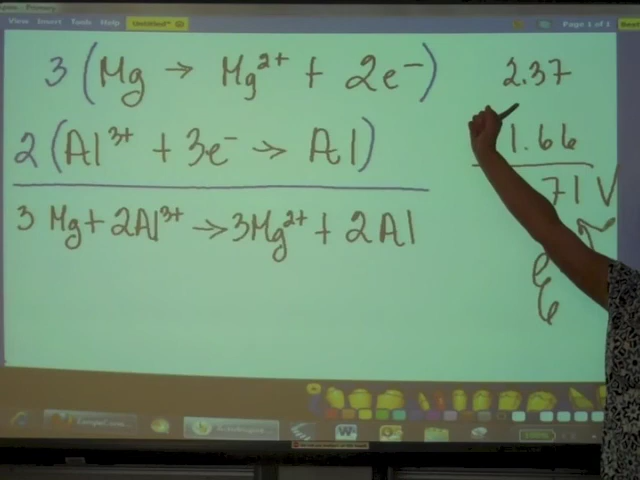 View Insert Tools Help Untitled* Page 1 of 1
3 (Mg → Mg²⁺ + 2e⁻) 2.37
2 (Al³⁺ + 3e⁻ → Al) 1.66
71 V
3 Mg + 2Al³⁺ → 3Mg²⁺ + 2Al